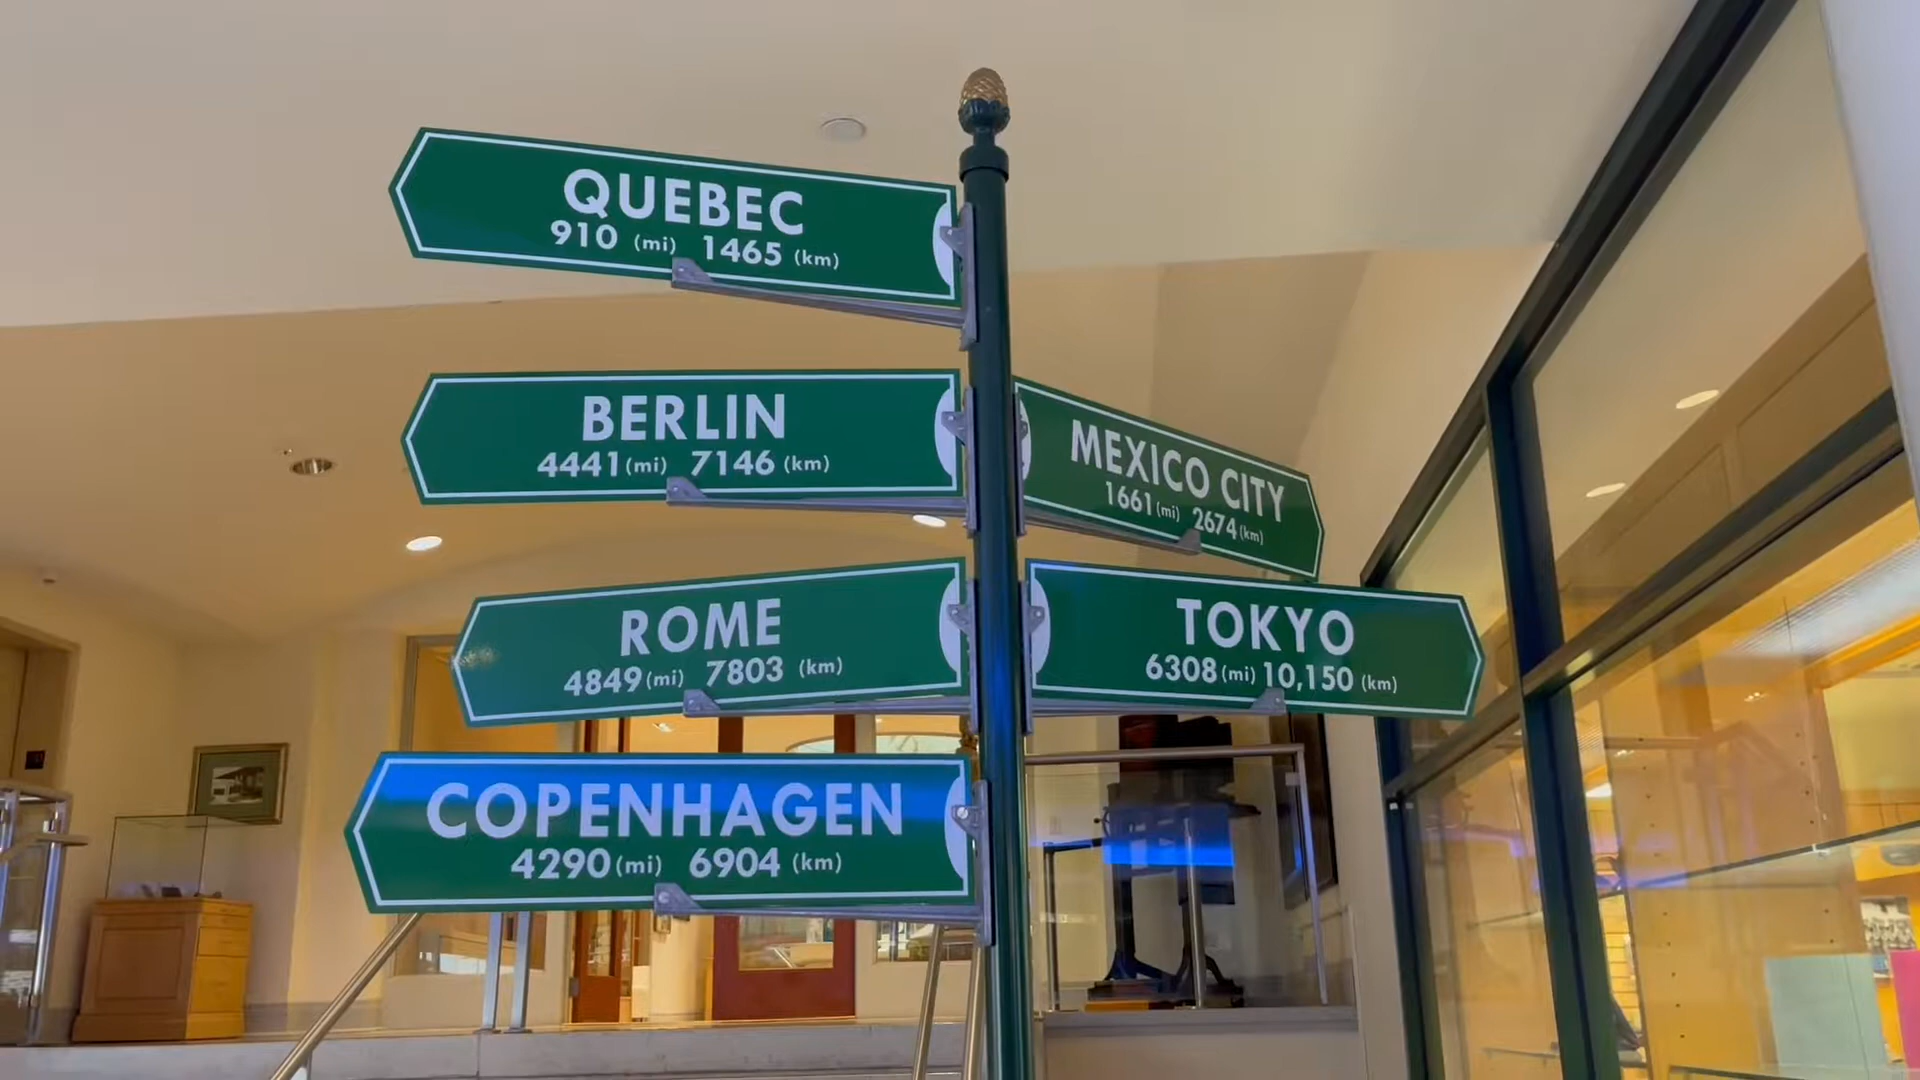 QUEBEC
910 (mi) 1465 (km)
BERLIN
4441 (mi) 7146 (km)
MEXICO CITY
1661 (mi) 2674 (km)
ROME
4849 (mi) 7803 (km)
TOKYO
6308 (mi) 10,150 (km)
COPENHAGEN
4290 (mi) 6904 (km)